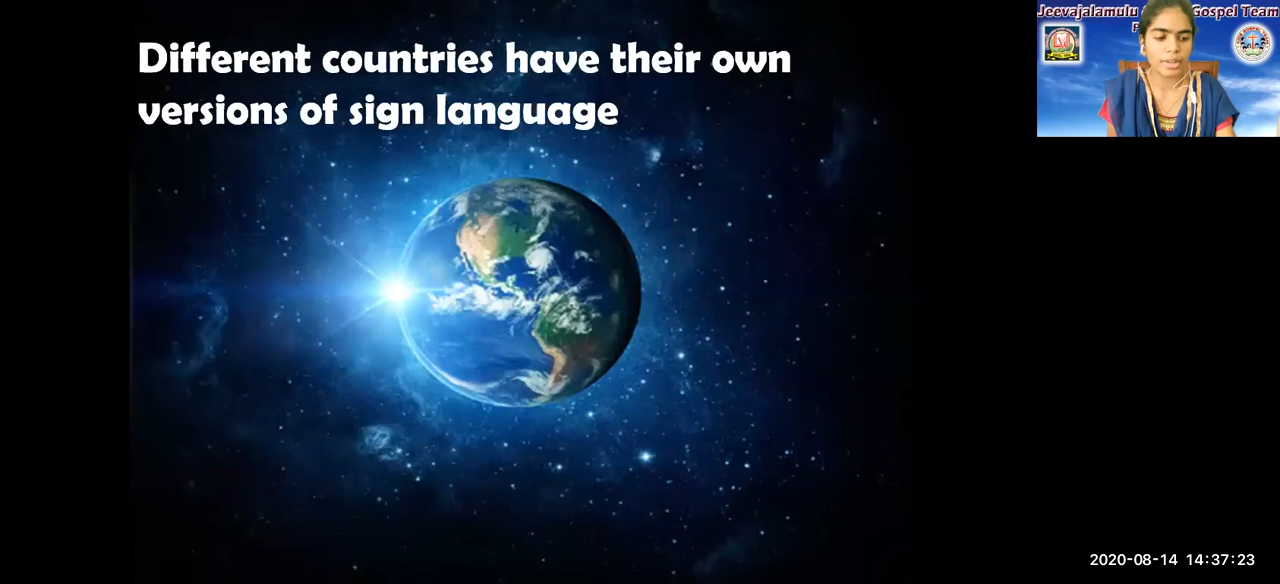 Different countries have their own
versions of sign language
Jeevajalamulu Gospel Team
2020-08-14 14:37:23